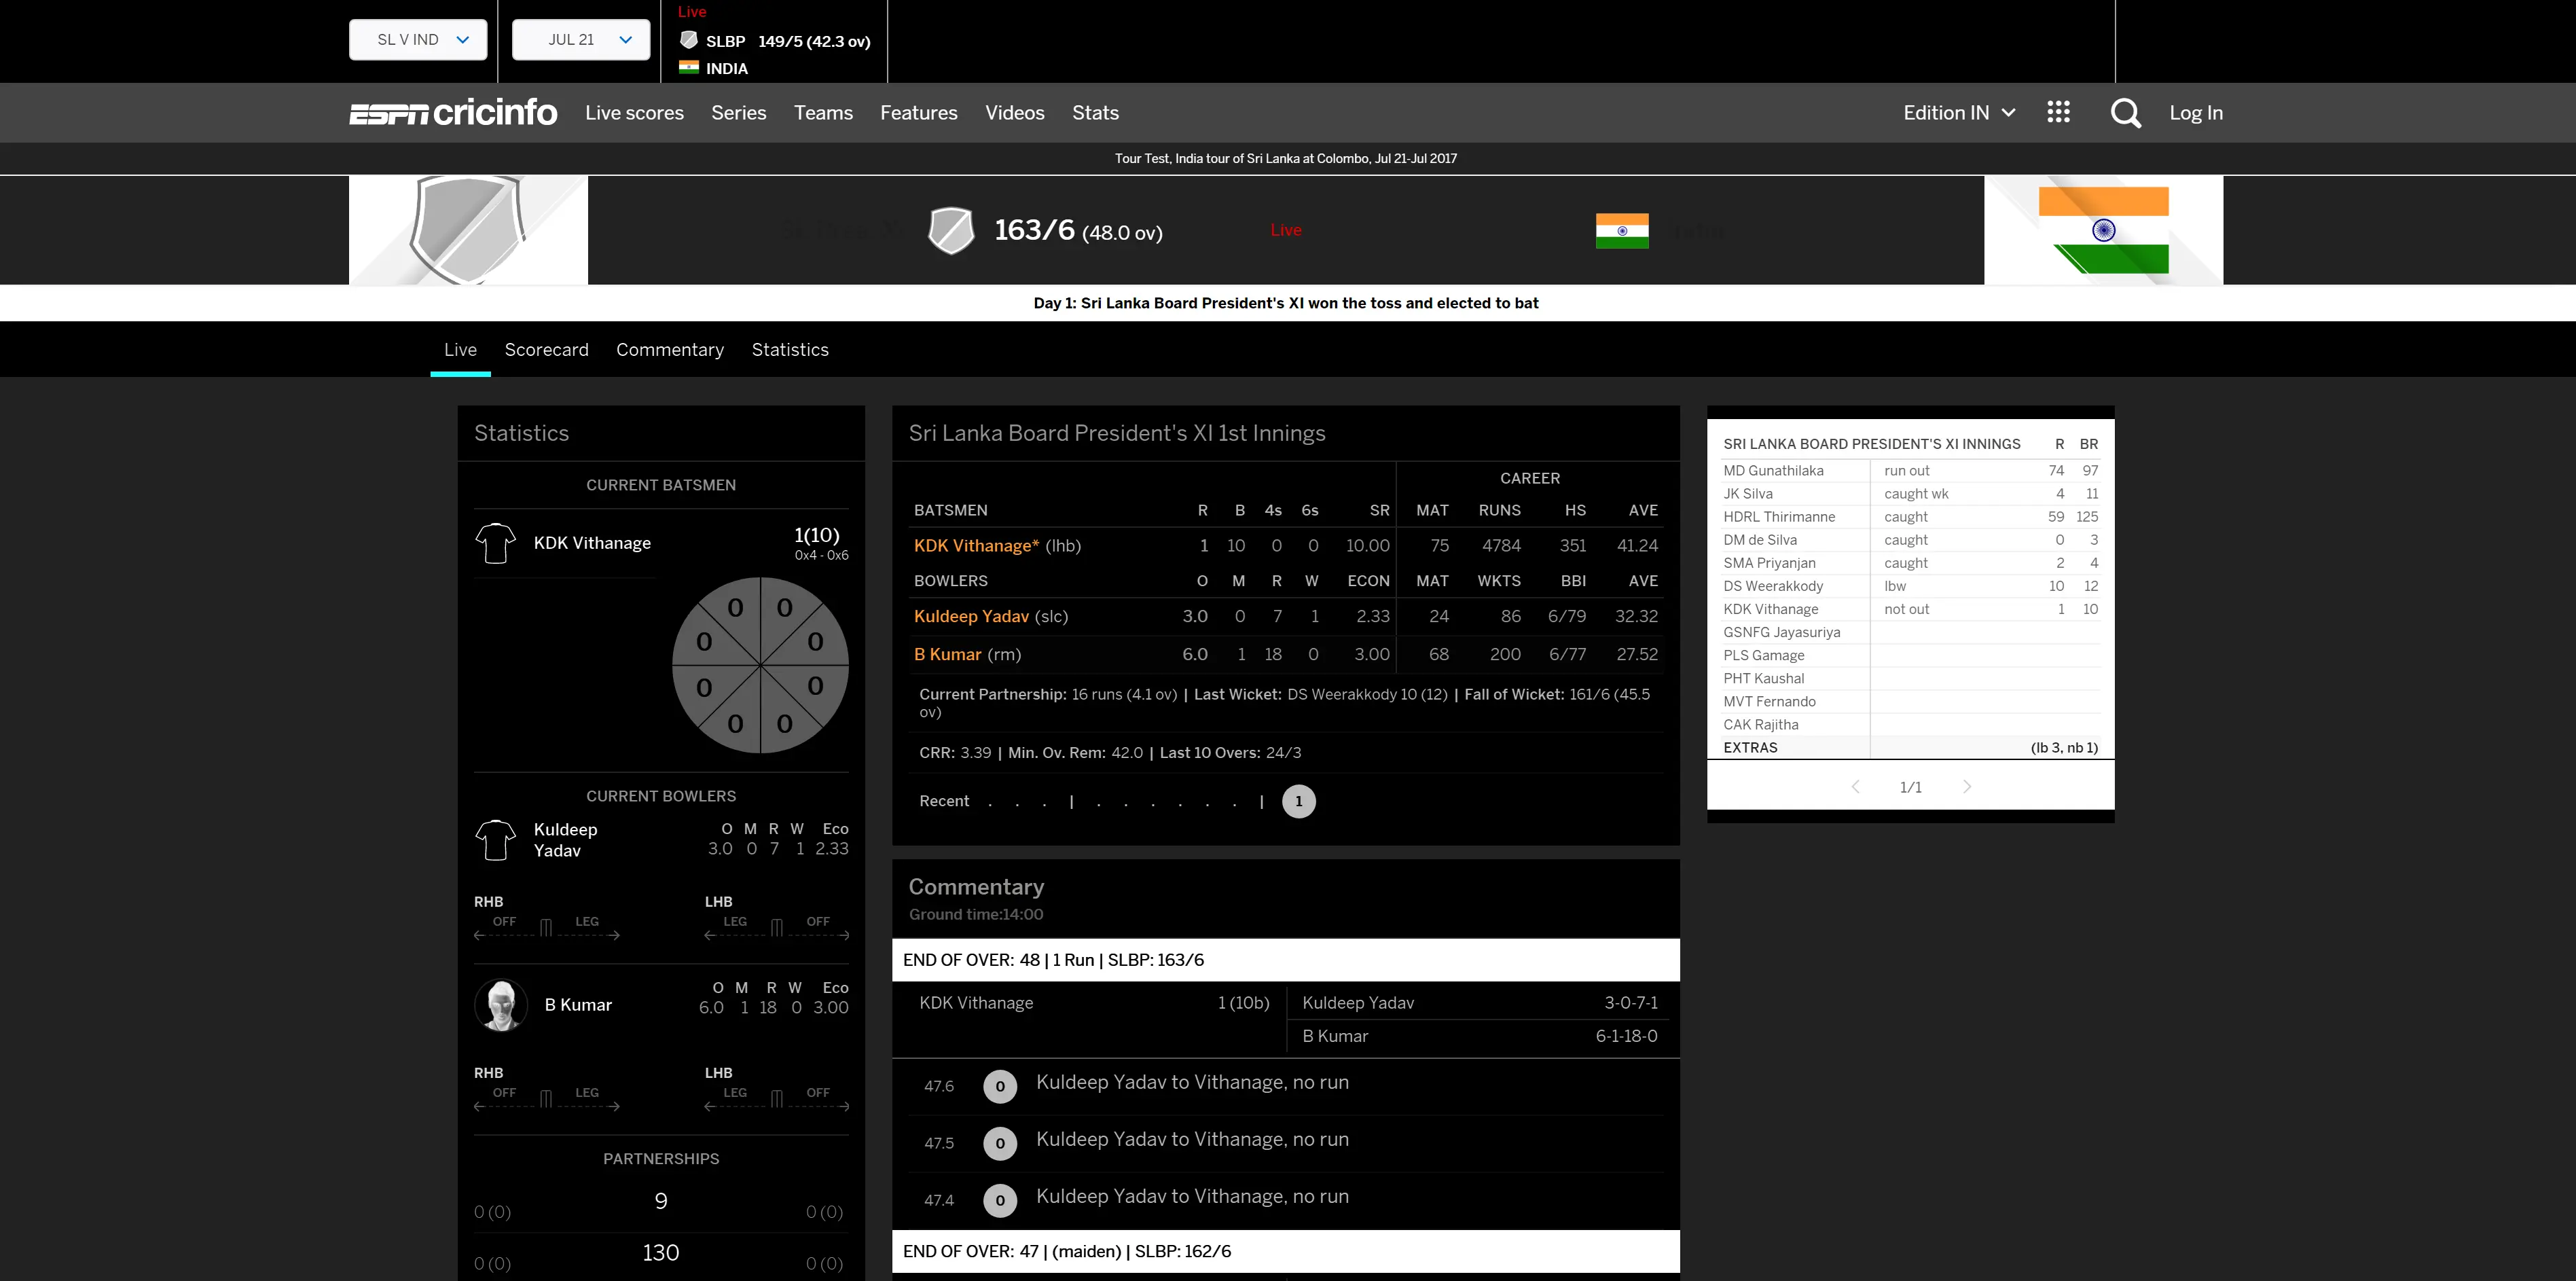 Live
SL V IND
JUL 21
SLBP 149/5 (42.3 ov)
INDIA
ESPN cricinfo Live scores Series Teams Features Videos Stats Edition IN Log In
Tour Test, India tour of Sri Lanka at Colombo, Jul 21-Jul 2017
163/6 (48.0 ov) Live
Day 1: Sri Lanka Board President's XI won the toss and elected to bat
Live Scorecard Commentary Statistics
Statistics
CURRENT BATSMEN
KDK Vithanage 1(10)
0x4 - 0x6
0 0
0 0
0 0
0 0
CURRENT BOWLERS
Kuldeep Yadav O M R W Eco
3.0 0 7 1 2.33
RHB LHB
OFF LEG LEG OFF
B Kumar O M R W Eco
6.0 1 18 0 3.00
RHB LHB
OFF LEG LEG OFF
PARTNERSHIPS
9
0 (0) 0 (0)
130
0 (0) 0 (0)
Sri Lanka Board President's XI 1st Innings
CAREER
BATSMEN R B 4s 6s SR MAT RUNS HS AVE
KDK Vithanage* (lhb) 1 10 0 0 10.00 75 4784 351 41.24
BOWLERS O M R W ECON MAT WKTS BBI AVE
Kuldeep Yadav (slc) 3.0 0 7 1 2.33 24 86 6/79 32.32
B Kumar (rm) 6.0 1 18 0 3.00 68 200 6/77 27.52
Current Partnership: 16 runs (4.1 ov) | Last Wicket: DS Weerakkody 10 (12) | Fall of Wicket: 161/6 (45.5
ov)
CRR: 3.39 | Min. Ov. Rem: 42.0 | Last 10 Overs: 24/3
Recent . . . | . . . . . . | 1
Commentary
Ground time:14:00
END OF OVER: 48 | 1 Run | SLBP: 163/6
KDK Vithanage 1 (10b) Kuldeep Yadav 3-0-7-1
B Kumar 6-1-18-0
47.6 0 Kuldeep Yadav to Vithanage, no run
47.5 0 Kuldeep Yadav to Vithanage, no run
47.4 0 Kuldeep Yadav to Vithanage, no run
END OF OVER: 47 | (maiden) | SLBP: 162/6
SRI LANKA BOARD PRESIDENT'S XI INNINGS R BR
MD Gunathilaka run out 74 97
JK Silva caught wk 4 11
HDRL Thirimanne caught 59 125
DM de Silva caught 0 3
SMA Priyanjan caught 2 4
DS Weerakkody lbw 10 12
KDK Vithanage not out 1 10
GSNFG Jayasuriya
PLS Gamage
PHT Kaushal
MVT Fernando
CAK Rajitha
EXTRAS (lb 3, nb 1)
1/1